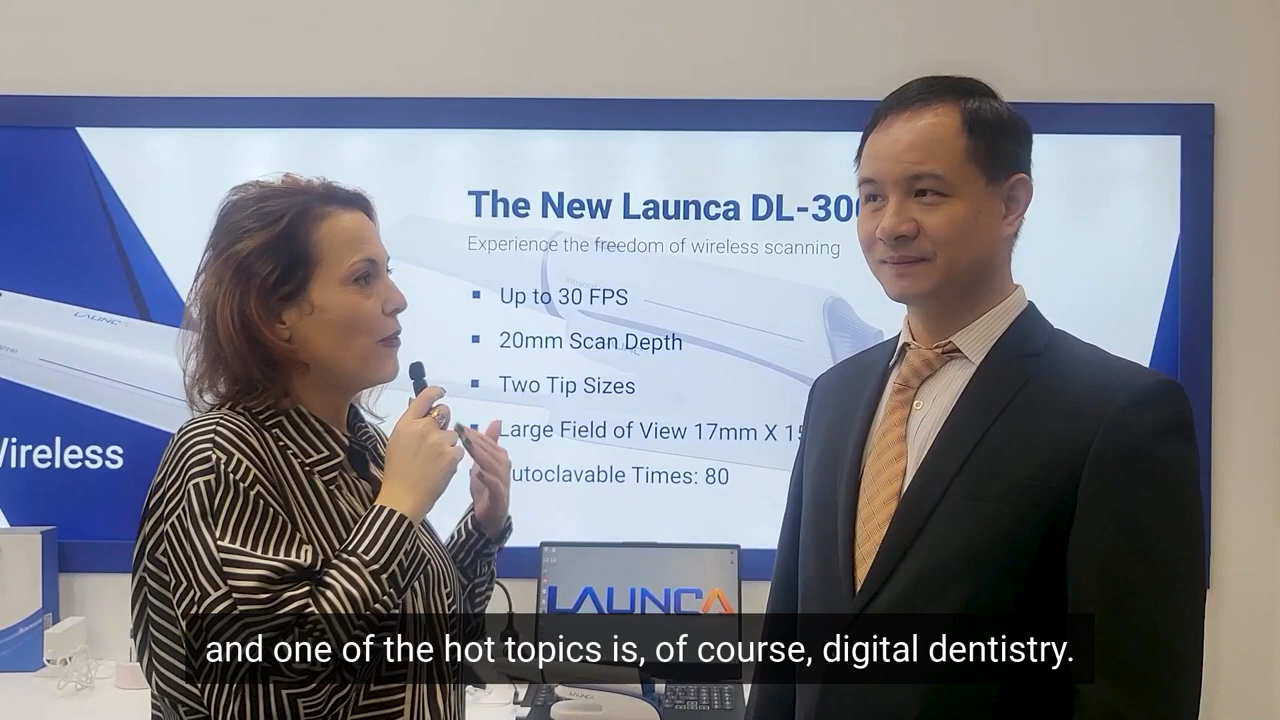 The New Launca DL-30
Experience the freedom of wireless scanning
Up to 30 FPS
20mm Scan Depth
Two Tip Sizes
Large Field of View 17mm X 15
utoclavable Times: 80
LAUNCA
Wireless
LAUNCA
and one of the hot topics is, of course, digital dentistry.